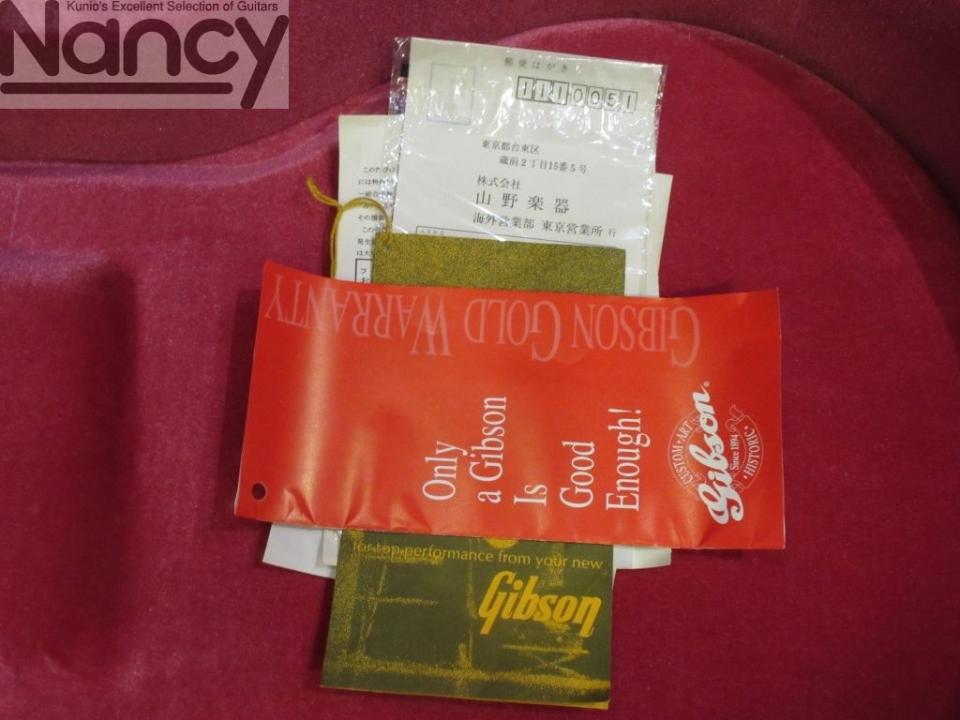 Kunio's Excellent Selection of Guitars
Nancy
郵便はがき
1110051
東京都台東区
蔵前2丁目15番5号
株式会社
山野楽器
海外営業部 東京営業所 行
GIBSON GOLD WARRANTY
Only
a Gibson
Is
Good
Enough!
CUSTOM • ART
Gibson
Since 1894
• HISTORIC •
for top performance from your new
Gibson